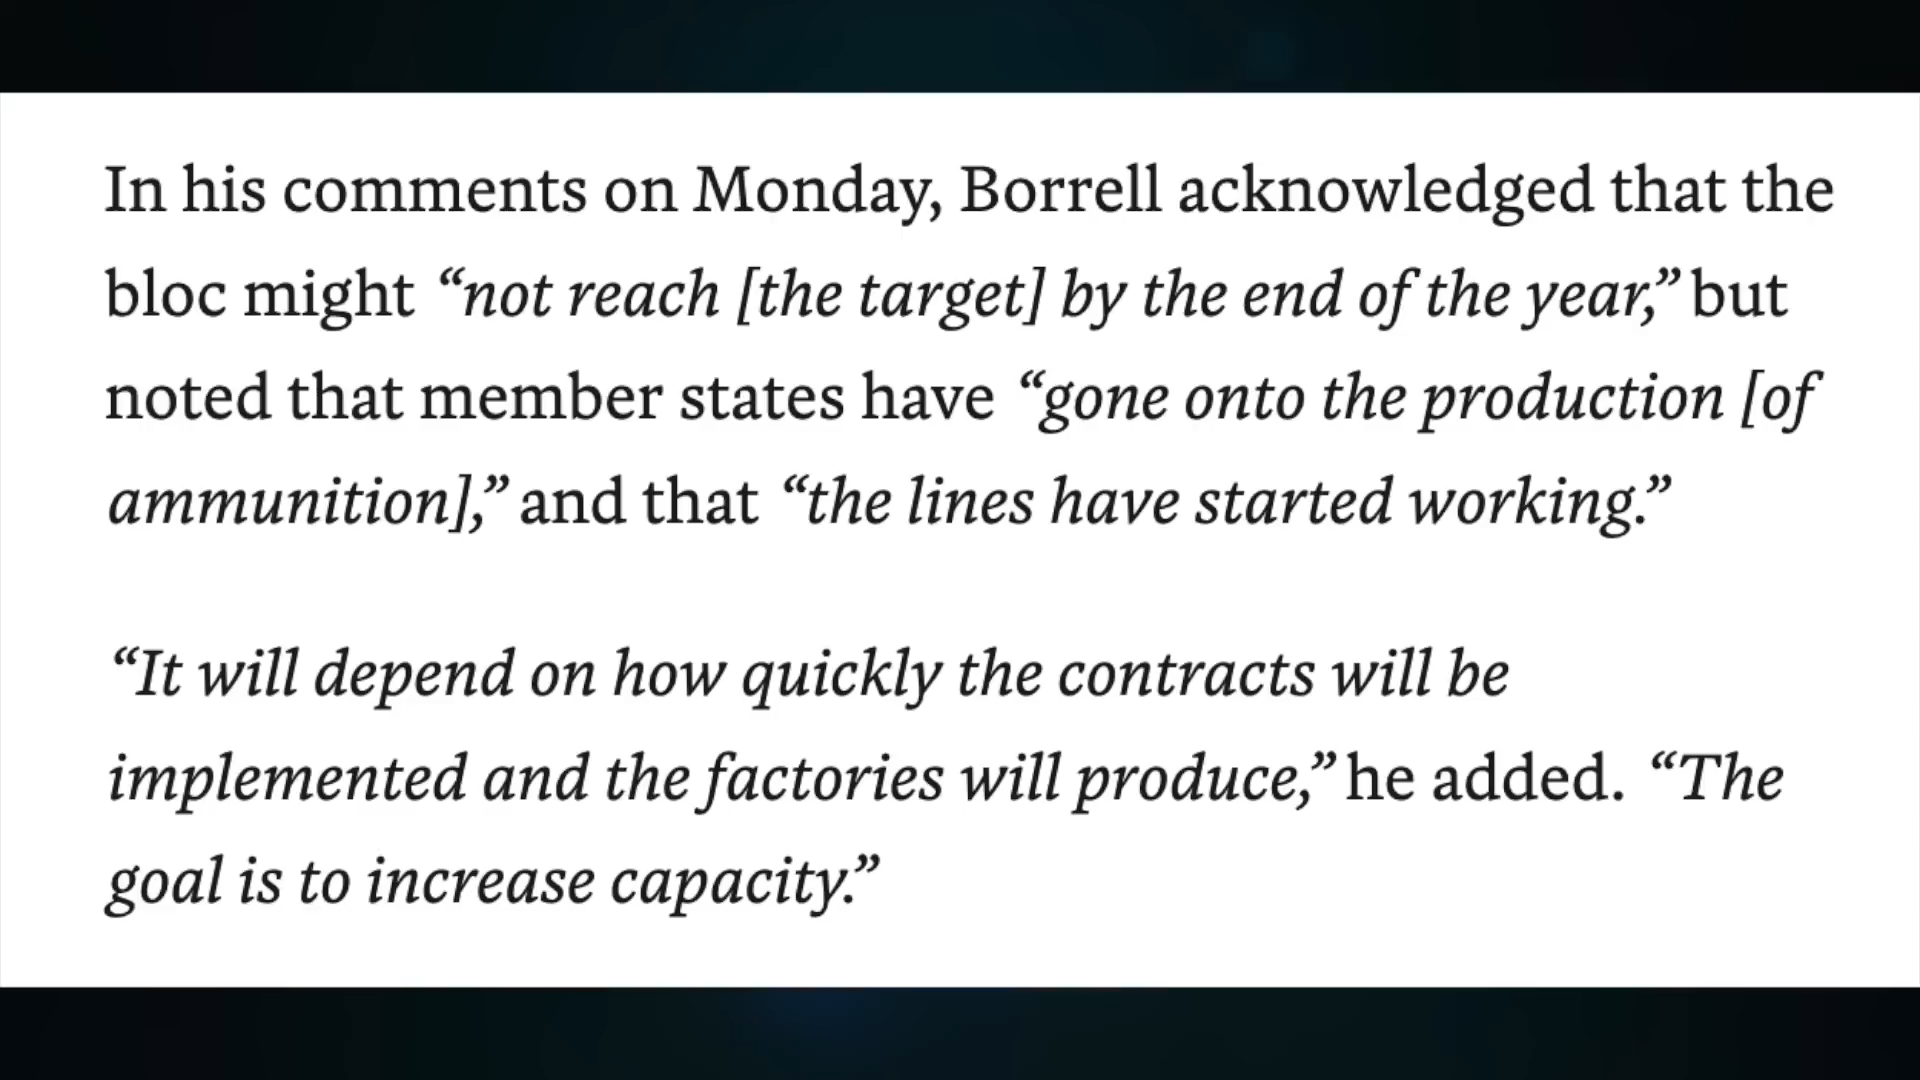 In his comments on Monday, Borrell acknowledged that the
bloc might “not reach [the target] by the end of the year,” but
noted that member states have “gone onto the production [of
ammunition],” and that “the lines have started working.”
“It will depend on how quickly the contracts will be
implemented and the factories will produce,” he added. “The
goal is to increase capacity.”